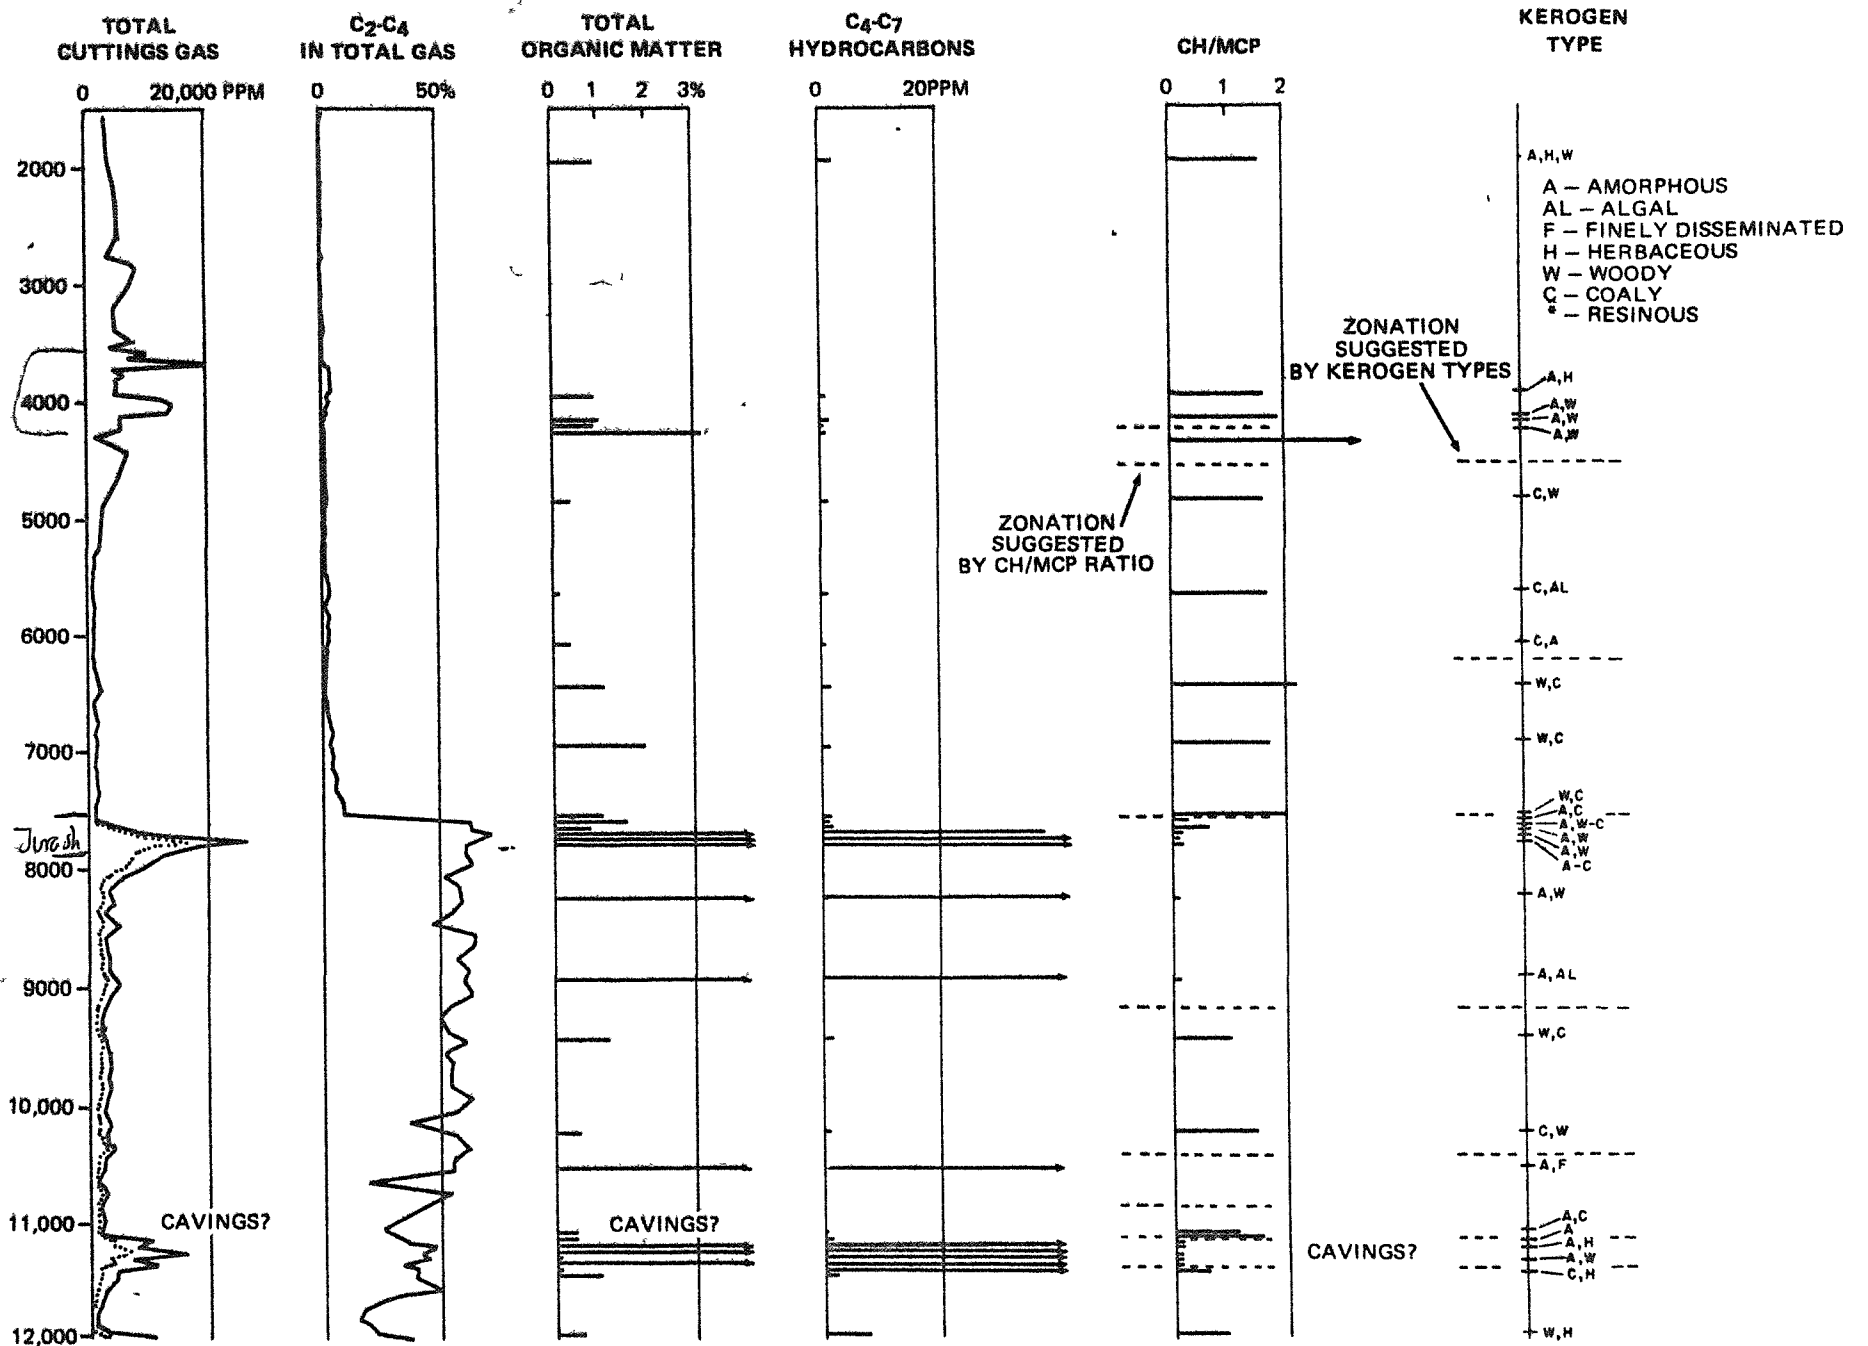 TOTAL
CUTTINGS GAS
C₂-C₄
IN TOTAL GAS
TOTAL
ORGANIC MATTER
C₄-C₇
HYDROCARBONS
CH/MCP
KEROGEN
TYPE
0 20,000 PPM
0 50%
0 1 2 3%
0 20PPM
0 1 2
2000
3000
4000
5000
6000
7000
8000
9000
10,000
11,000
12,000
A,H,W
A – AMORPHOUS
AL – ALGAL
F – FINELY DISSEMINATED
H – HERBACEOUS
W – WOODY
C – COALY
* – RESINOUS
ZONATION
SUGGESTED
BY KEROGEN TYPES
A,H
A,W
A,W
A,W
C,W
ZONATION
SUGGESTED
BY CH/MCP RATIO
C,AL
C,A
W,C
W,C
W,C
A,C
A,W-C
A,W
A,W
A-C
A,W
A,AL
W,C
C,W
A,F
CAVINGS?
CAVINGS?
CAVINGS?
A,C
A
A,H
A,W
C,H
W,H